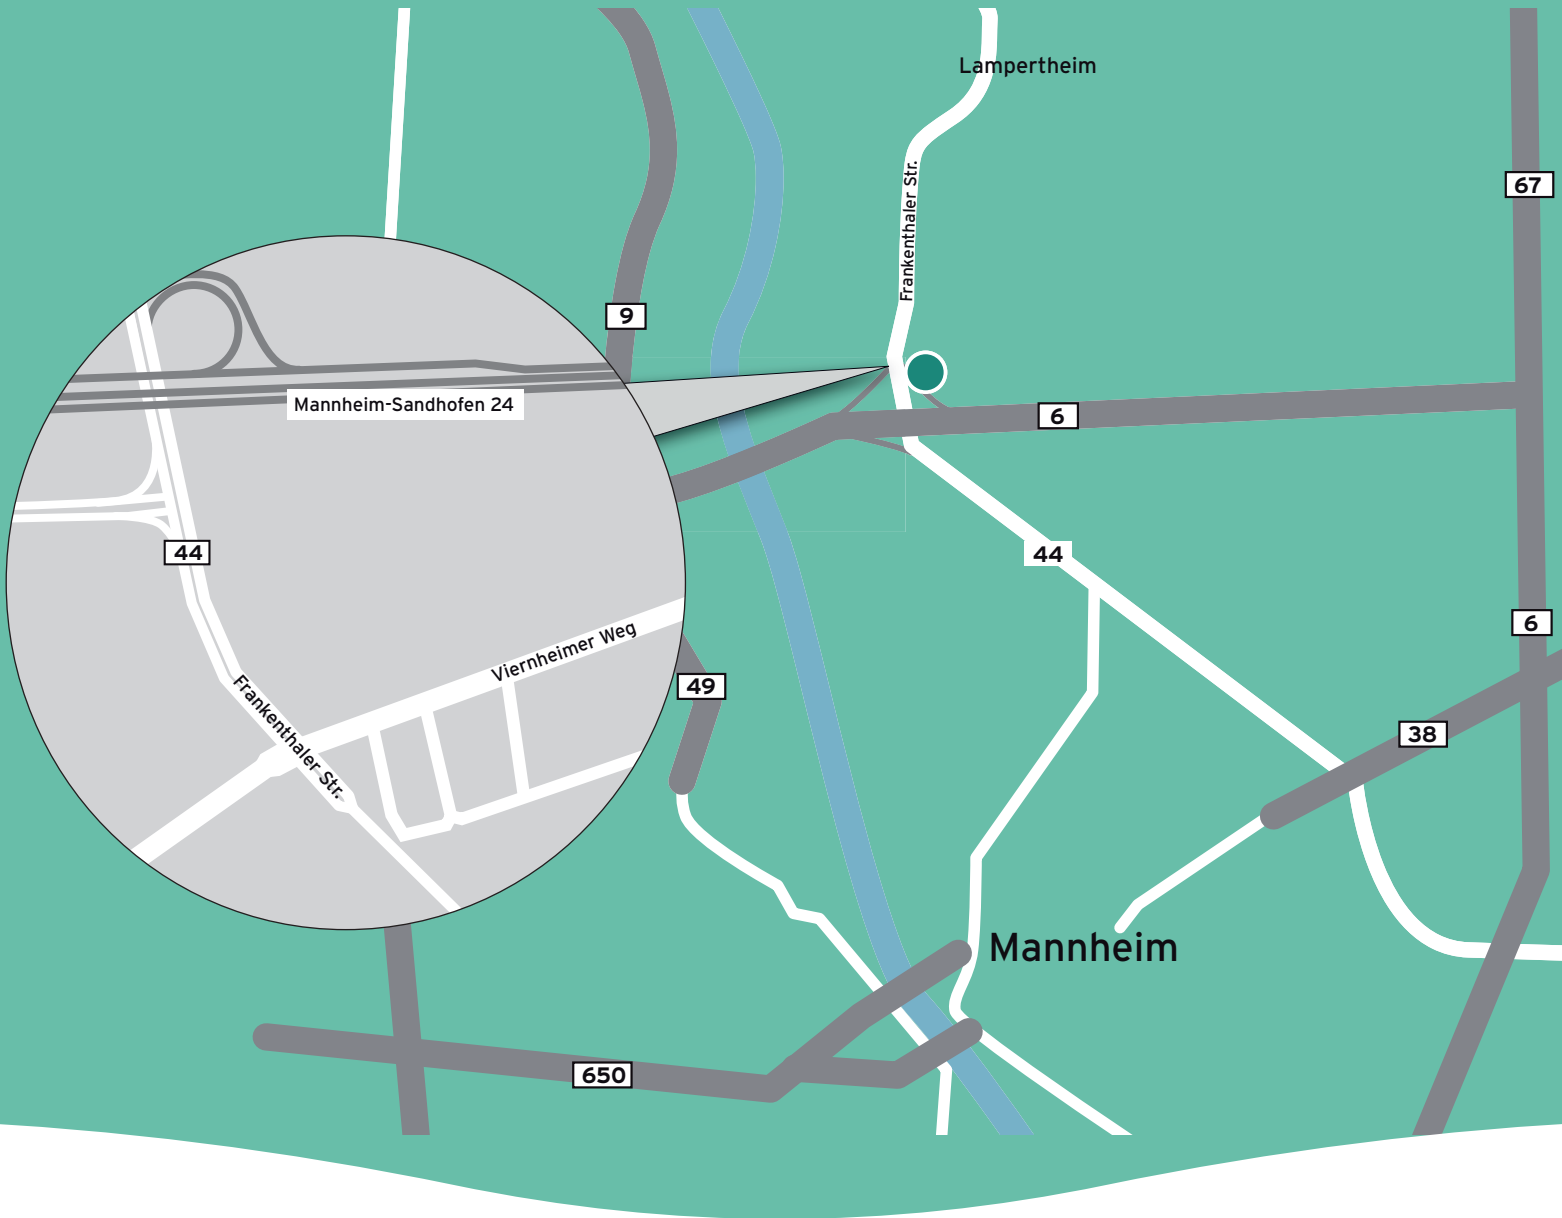 Lampertheim
Frankenthaler Str.
67
9
Mannheim-Sandhofen 24
6
44
44
6
Viernheimer Weg
49
Frankenthaler Str.
38
Mannheim
650